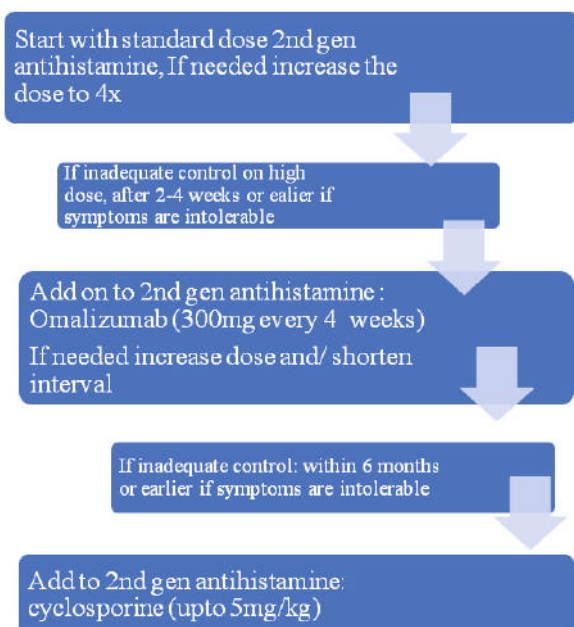 Start with standard dose 2nd gen
antihistamine, If needed increase the
dose to 4x
If inadequate control on high
dose, after 2-4 weeks or ealier if
symptoms are intolerable
Add on to 2nd gen antihistamine :
Omalizumab (300mg every 4 weeks)
If needed increase dose and/ shorten
interval
If inadequate control: within 6 months
or earlier if symptoms are intolerable
Add to 2nd gen antihistamine:
cyclosporine (upto 5mg/kg)